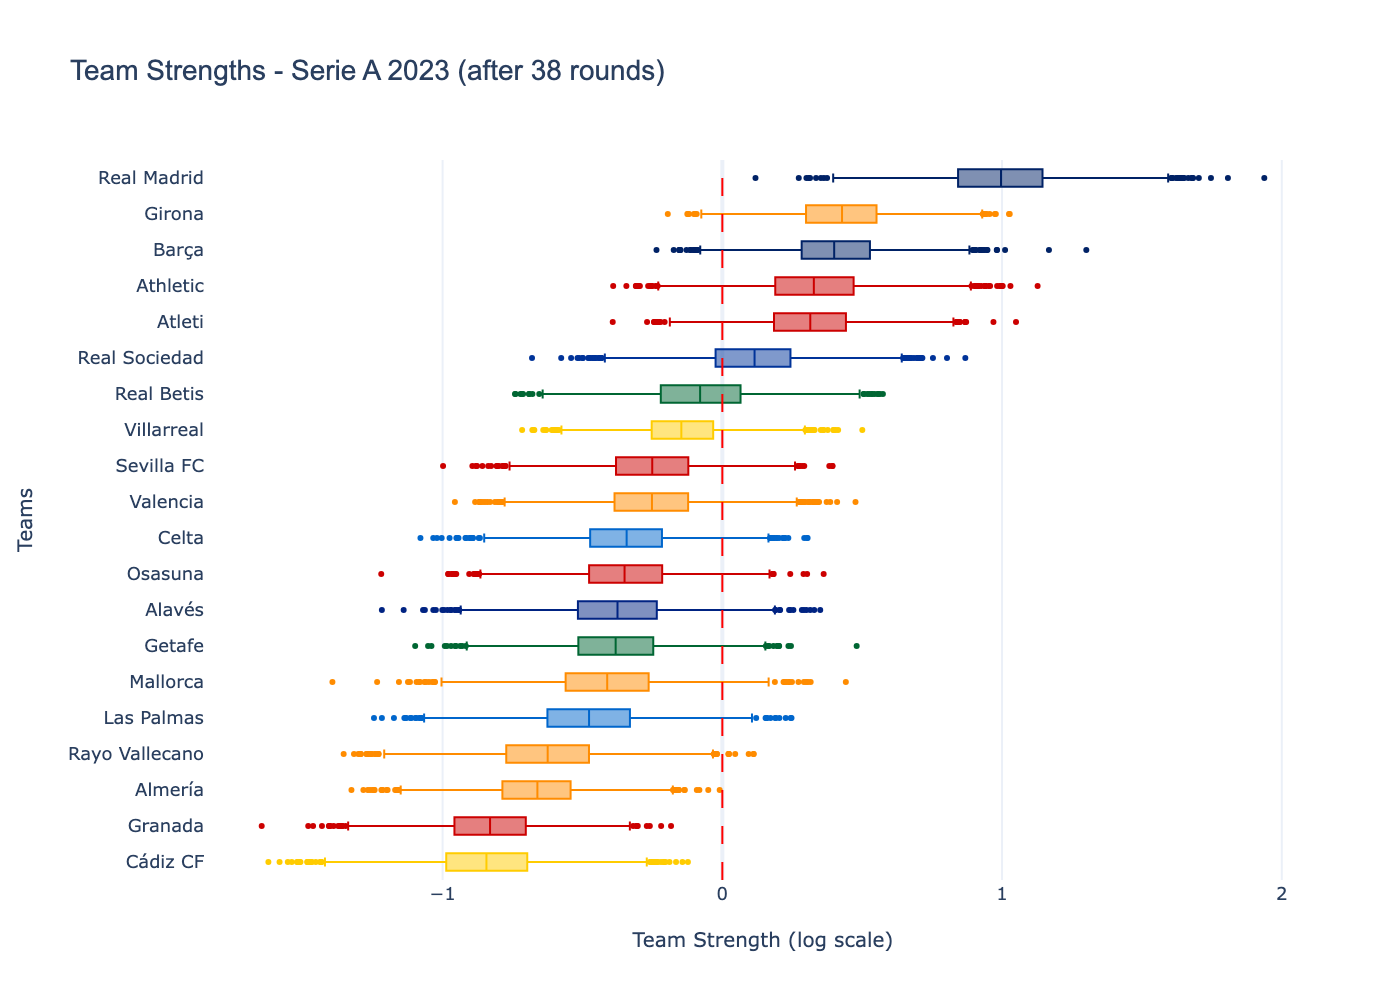 Team Strengths - Serie A 2023 (after 38 rounds)
Real Madrid
Girona
Barça
Athletic
Atleti
Real Sociedad
Real Betis
Villarreal
Sevilla FC
Valencia
Celta
Osasuna
Alavés
Getafe
Mallorca
Las Palmas
Rayo Vallecano
Almería
Granada
Cádiz CF
Teams
−1 0 1 2
Team Strength (log scale)